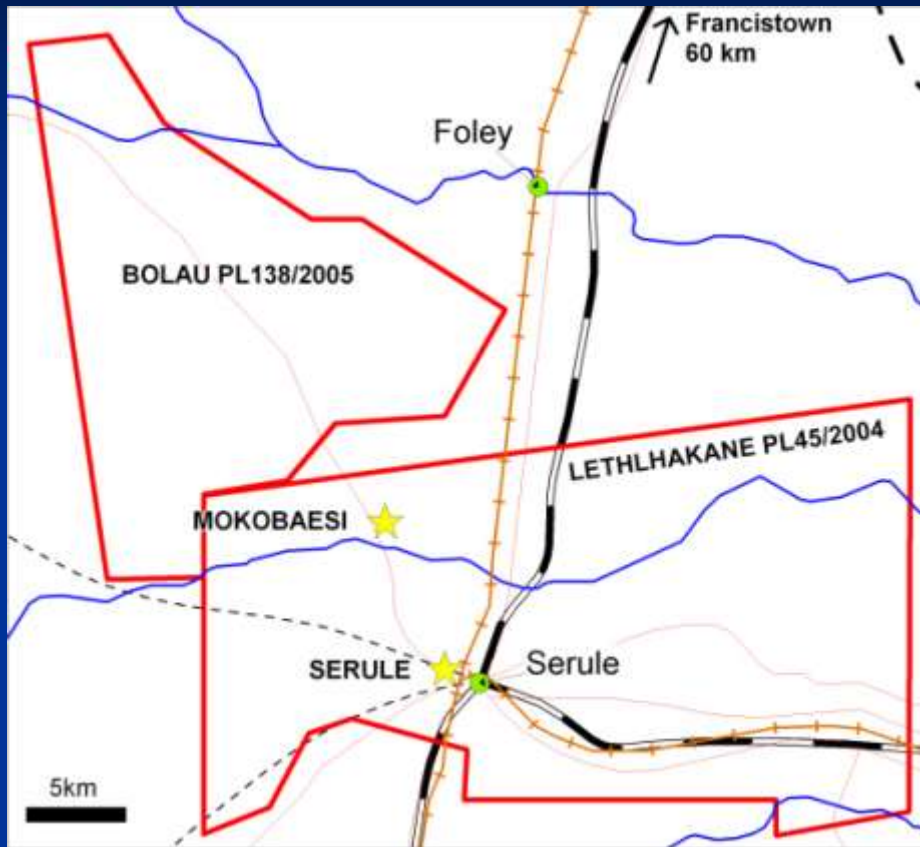 Francistown
60 km
Foley
BOLAU PL138/2005
LETHLHAKANE PL45/2004
MOKOBAESI
SERULE
Serule
5km